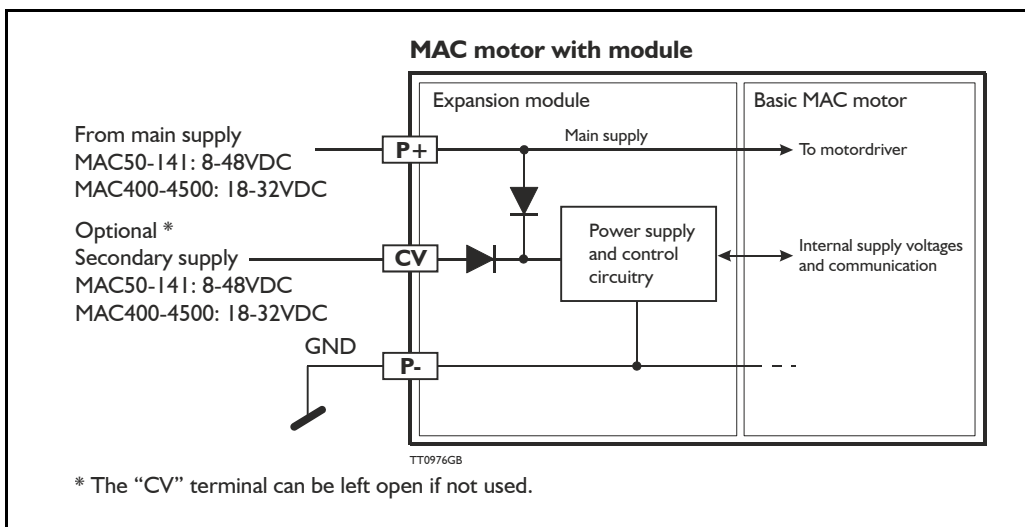 MAC motor with module
Expansion module
Basic MAC motor
From main supply
MAC50-141: 8-48VDC
MAC400-4500: 18-32VDC
P+
Main supply
To motordriver
Optional *
Secondary supply
MAC50-141: 8-48VDC
MAC400-4500: 18-32VDC
CV
Power supply
and control
circuitry
Internal supply voltages
and communication
GND
P-
TT0976GB
* The “CV” terminal can be left open if not used.